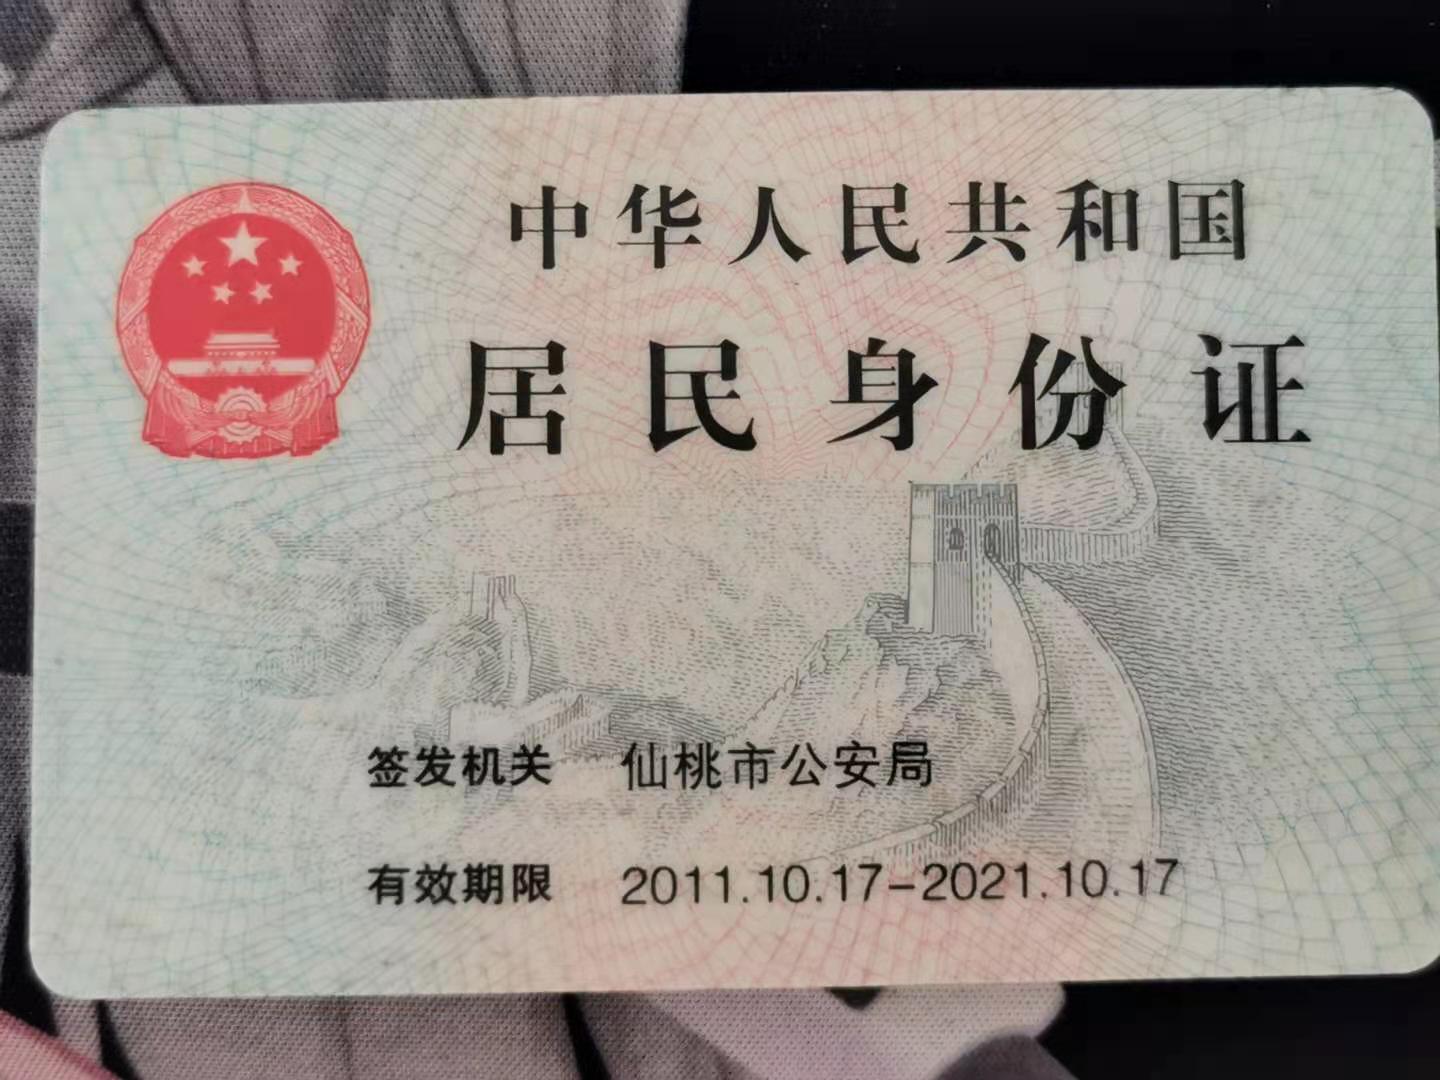 中华人民共和国
居民身份证
签发机关 仙桃市公安局
有效期限 2011.10.17-2021.10.17